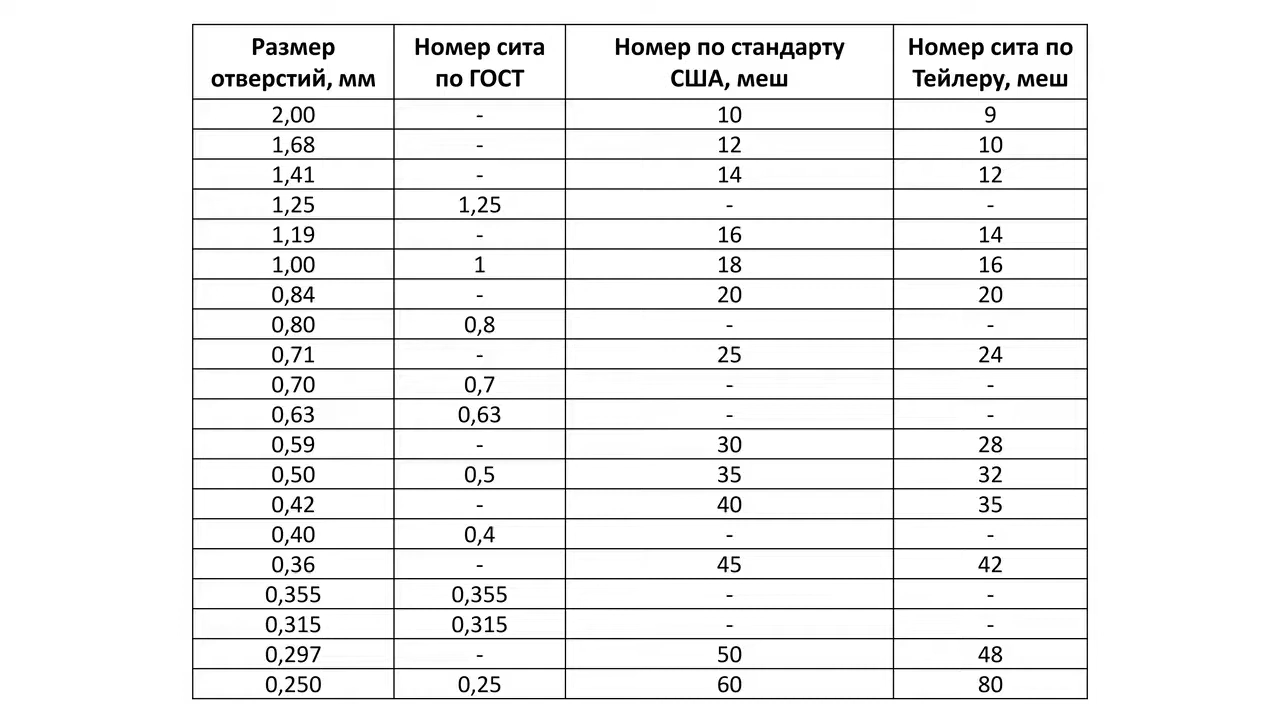 Размер отверстий, мм | Номер сита по ГОСТ | Номер по стандарту США, меш | Номер сита по Тейлеру, меш
2,00 | - | 10 | 9
1,68 | - | 12 | 10
1,41 | - | 14 | 12
1,25 | 1,25 | - | -
1,19 | - | 16 | 14
1,00 | 1 | 18 | 16
0,84 | - | 20 | 20
0,80 | 0,8 | - | -
0,71 | - | 25 | 24
0,70 | 0,7 | - | -
0,63 | 0,63 | - | -
0,59 | - | 30 | 28
0,50 | 0,5 | 35 | 32
0,42 | - | 40 | 35
0,40 | 0,4 | - | -
0,36 | - | 45 | 42
0,355 | 0,355 | - | -
0,315 | 0,315 | - | -
0,297 | - | 50 | 48
0,250 | 0,25 | 60 | 80